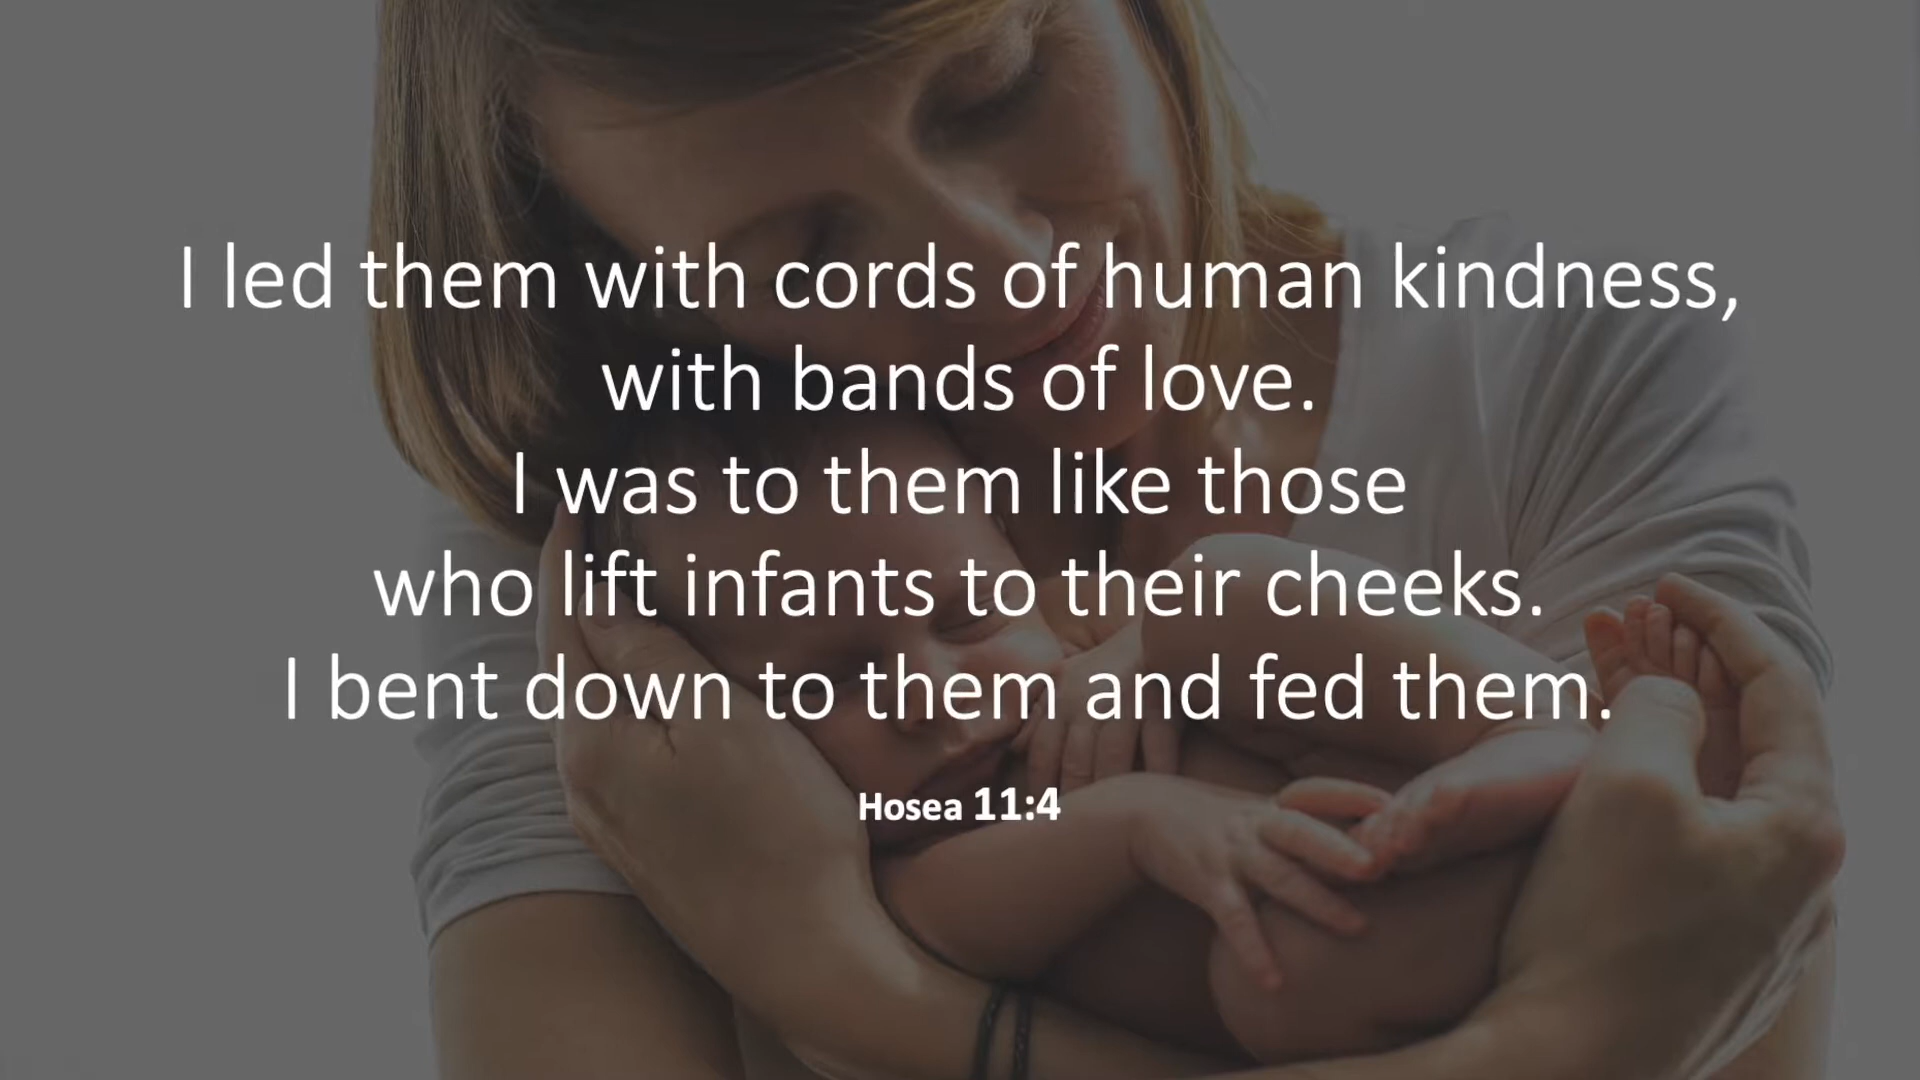 I led them with cords of human kindness,
with bands of love.
I was to them like those
who lift infants to their cheeks.
I bent down to them and fed them.
Hosea 11:4